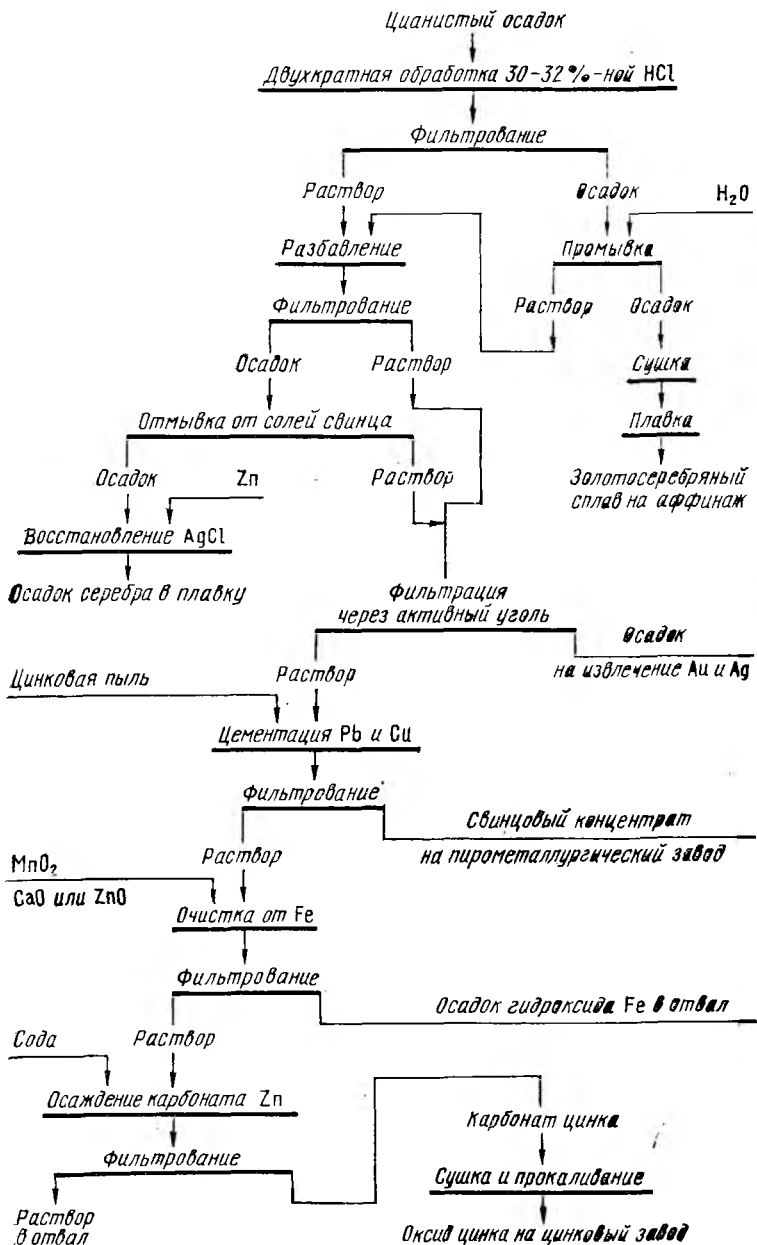 Цианистый осадок
Двухкратная обработка 30-32%-ной HCl
Фильтрование
Раствор
Осадок
H₂O
Разбавление
Промывка
Фильтрование
Раствор
Осадок
Осадок
Раствор
Сушка
Отмывка от солей свинца
Плавка
Осадок
Zn
Раствор
Золотосеребряный
сплав на аффинаж
Восстановление AgCl
Осадок серебра в плавку
Фильтрация
через активный уголь
Осадок
на извлечение Au и Ag
Цинковая пыль
Раствор
Цементация Pb и Cu
Фильтрование
Свинцовый концентрат
на пирометаллургический завод
Раствор
MnO₂
CaO или ZnO
Очистка от Fe
Фильтрование
Осадок гидроксида Fe в отвал
Сода
Раствор
Осаждение карбоната Zn
Карбонат цинка
Фильтрование
Сушка и прокаливание
Раствор
в отвал
Оксид цинка на цинковый завод